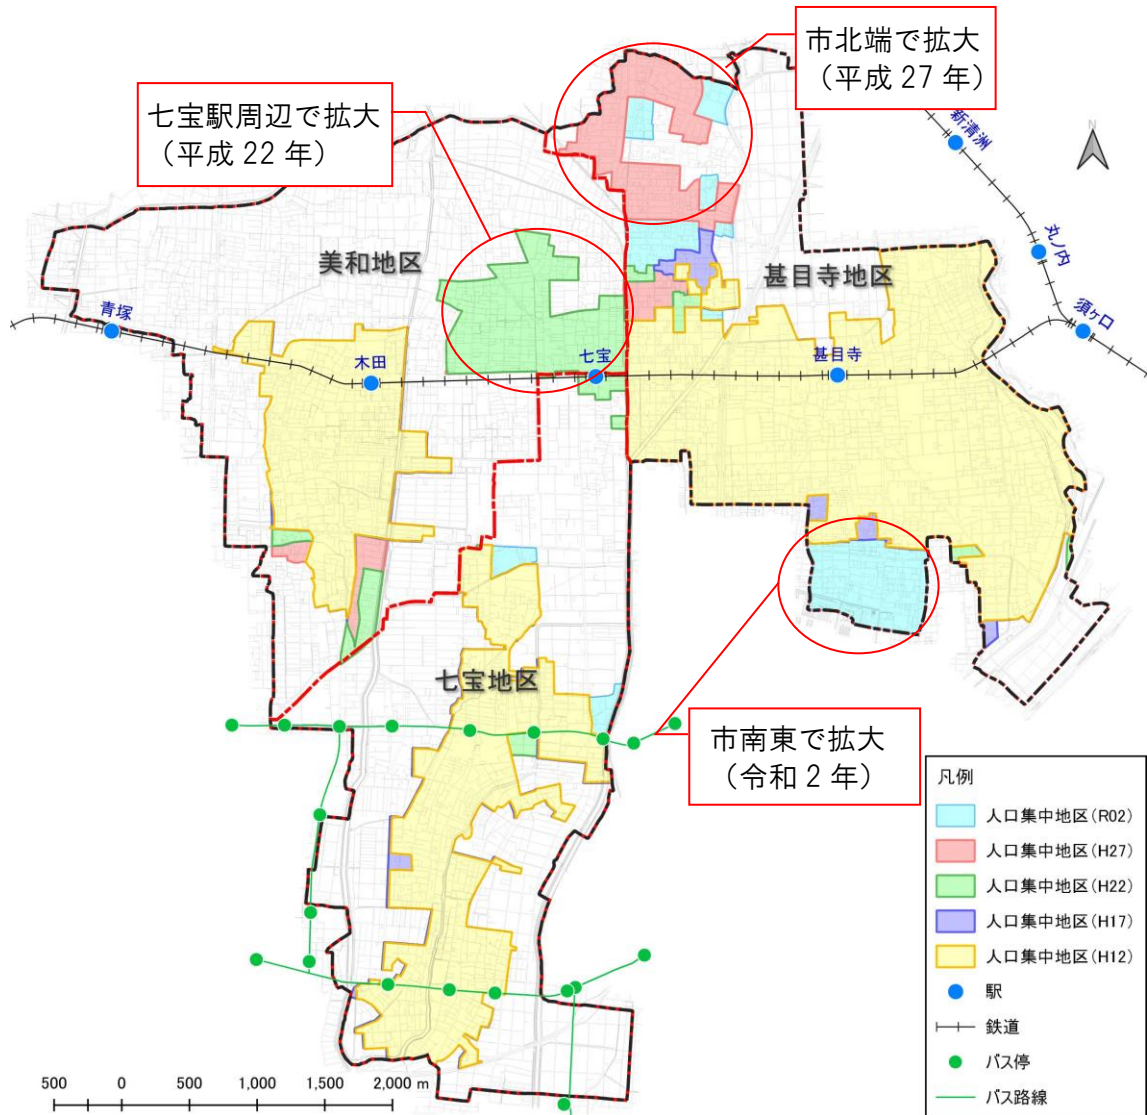 市北端で拡大
（平成 27 年）
七宝駅周辺で拡大
（平成 22 年）
新清洲
N
丸ノ内
須ヶ口
美和地区
甚目寺地区
青塚
木田
七宝
甚目寺
七宝地区
市南東で拡大
（令和 2 年）
凡例
人口集中地区(R02)
人口集中地区(H27)
人口集中地区(H22)
人口集中地区(H17)
人口集中地区(H12)
駅
鉄道
バス停
バス路線
500 0 500 1,000 1,500 2,000 m